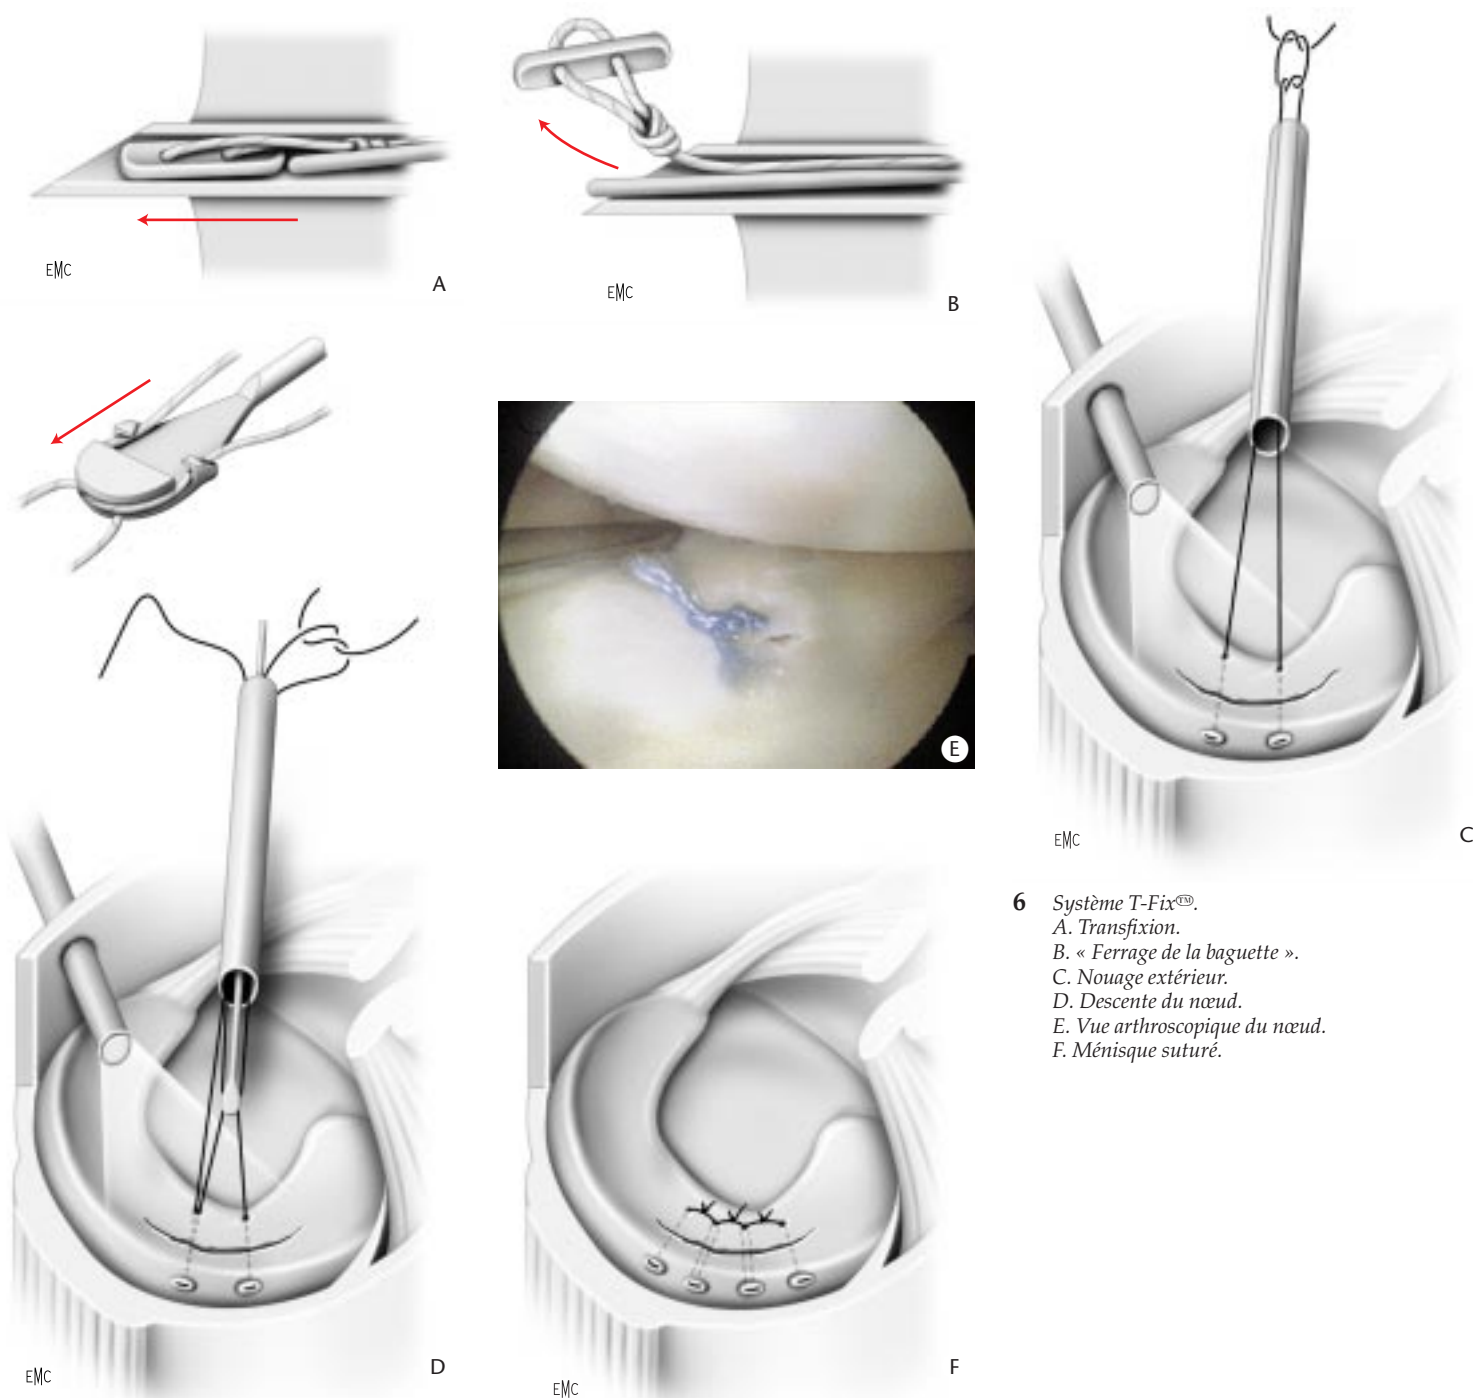 EMC
A
EMC
B
EMC
C
E
EMC
D
EMC
F
6 Système T-Fix™.
A. Transfixion.
B. « Ferrage de la baguette ».
C. Nouage extérieur.
D. Descente du nœud.
E. Vue arthroscopique du nœud.
F. Ménisque suturé.